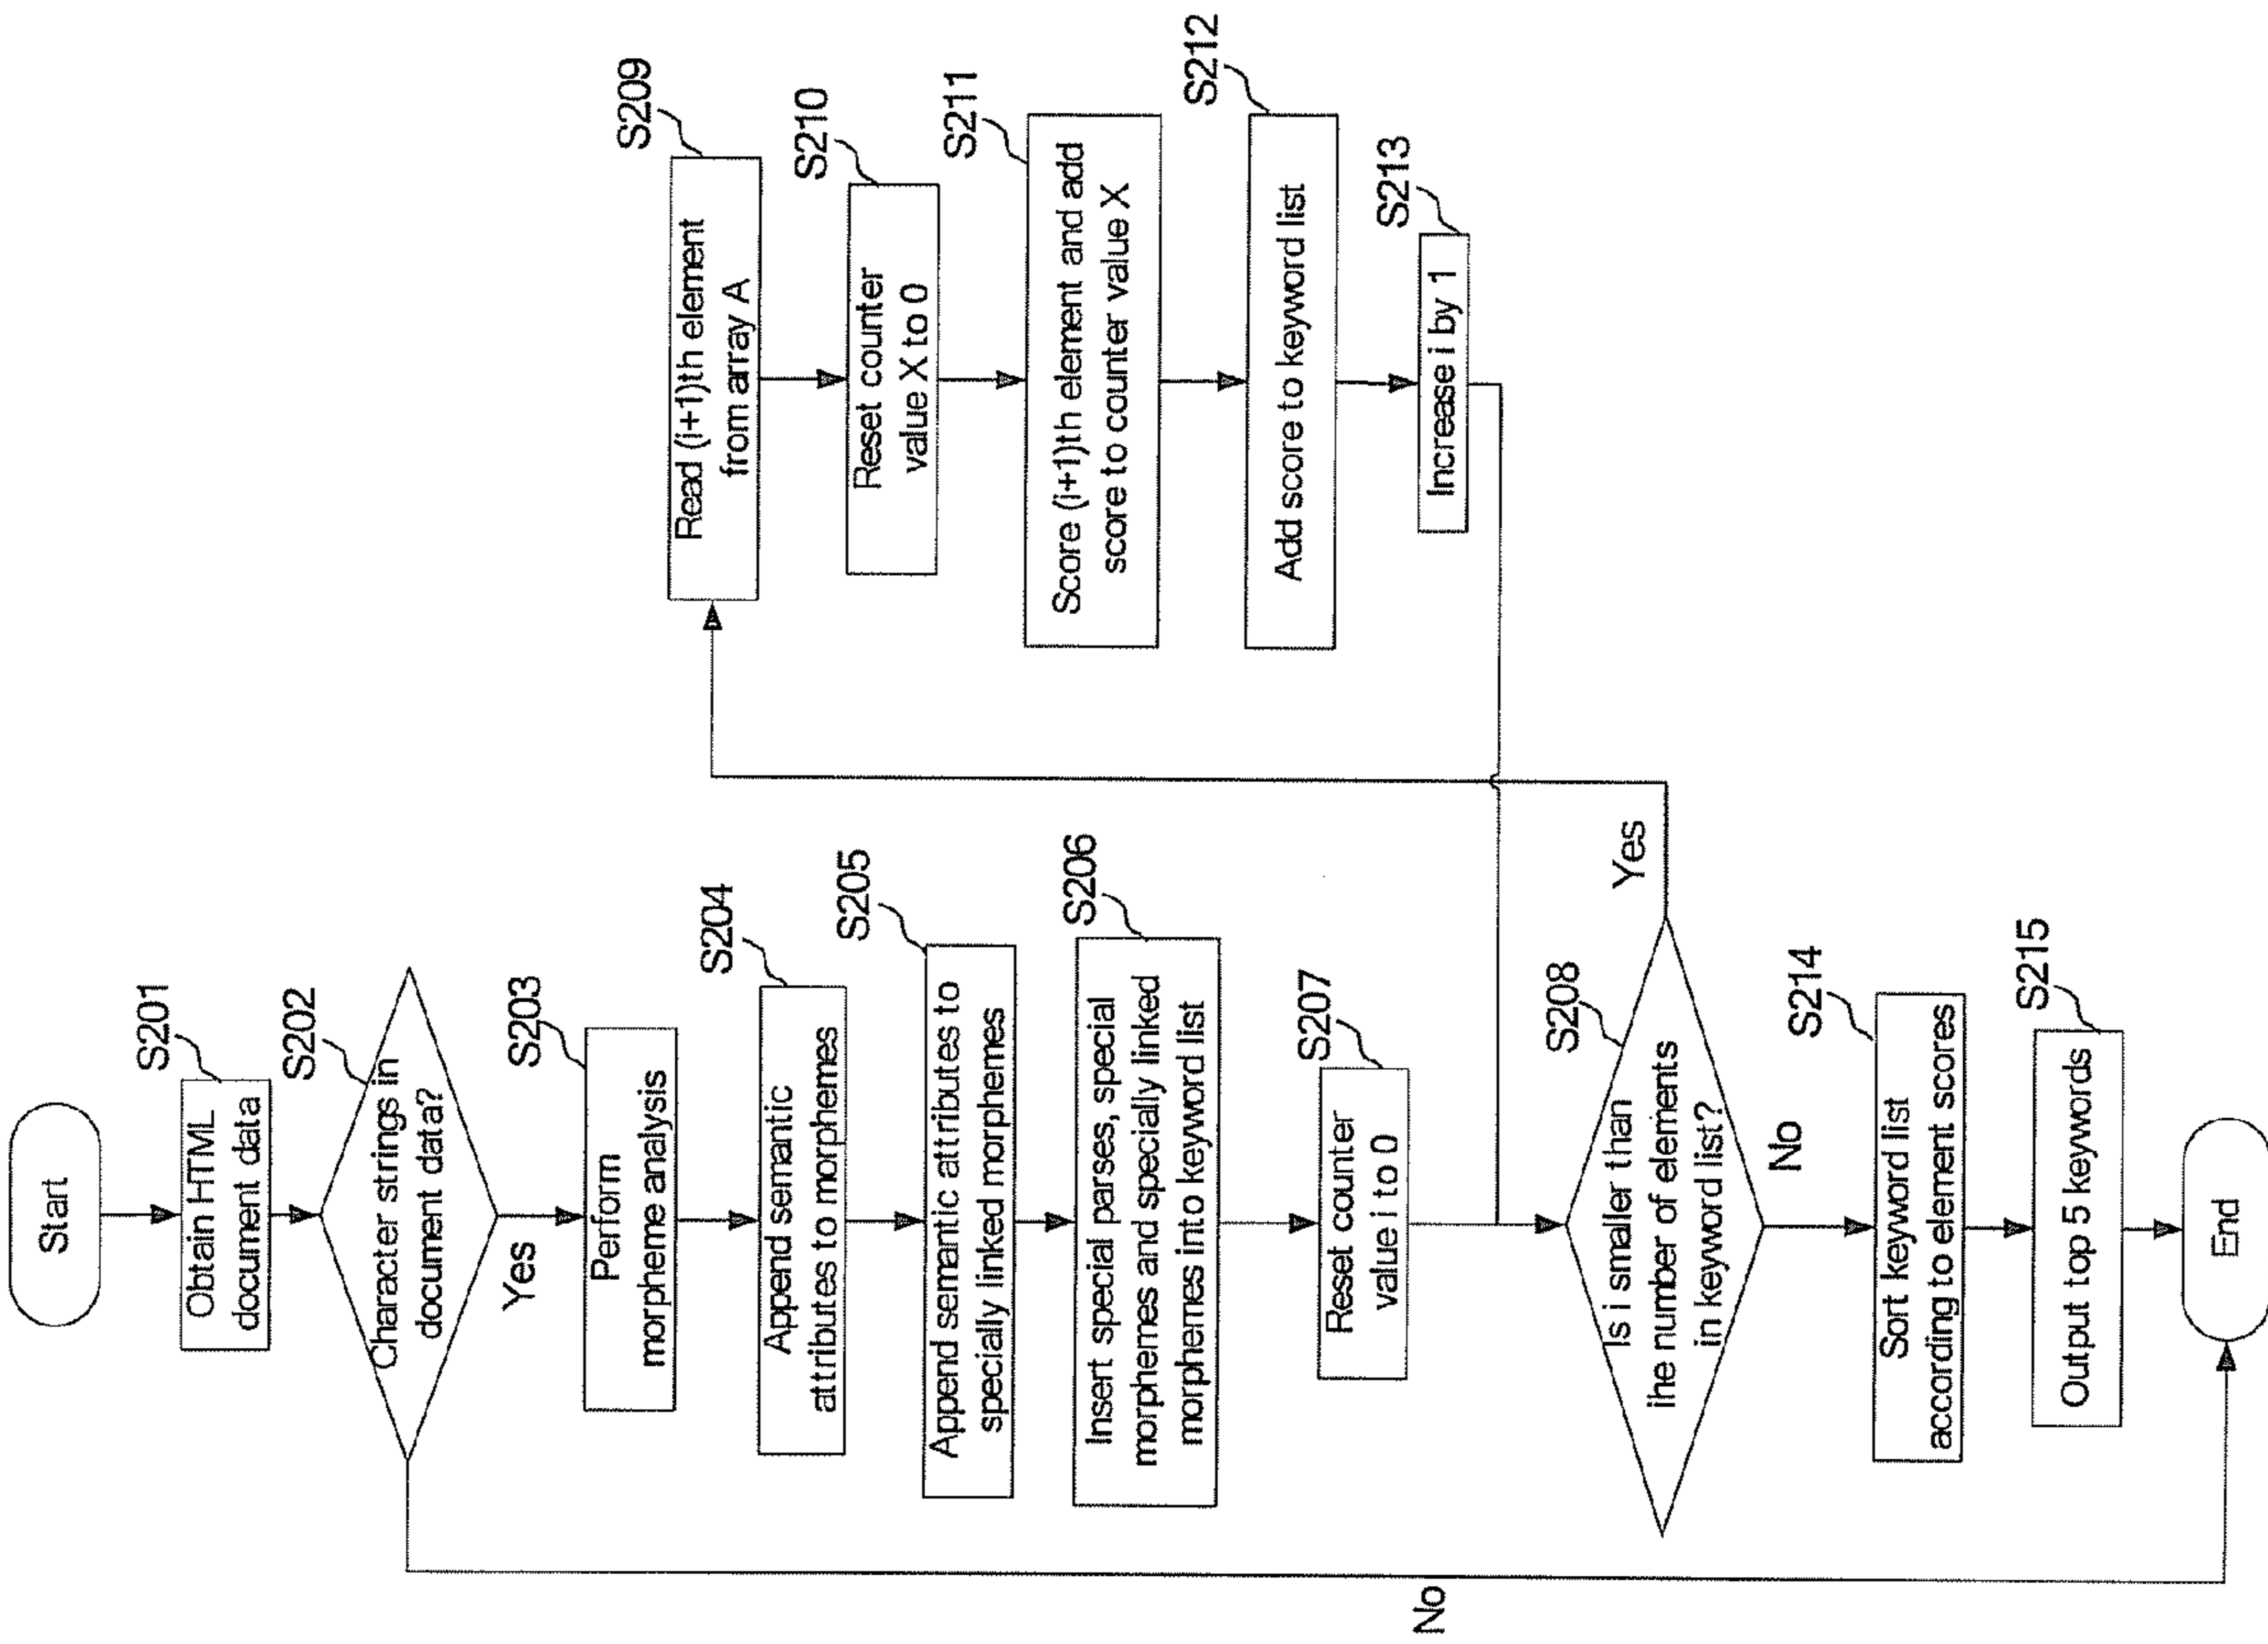 Start
S201
Obtain HTML
document data
S202
Character strings in
document data?
Yes
No
S203
Perform
morpheme analysis
S204
Append semantic
attributes to morphemes
S205
Append semantic attributes to
specially linked morphemes
S206
Insert special parses, special
morphemes and specially linked
morphemes into keyword list
S207
Reset counter
value i to 0
S208
Is i smaller than
ihe number of elements
in keyword list?
Yes
No
S209
Read (i+1)th element
from array A
S210
Reset counter
value X to 0
S211
Score (i+1)th element and add
score to counter value X
S212
Add score to keyword list
S213
Increase i by 1
S214
Sort keyword list
according to element scores
S215
Output top 5 keywords
End